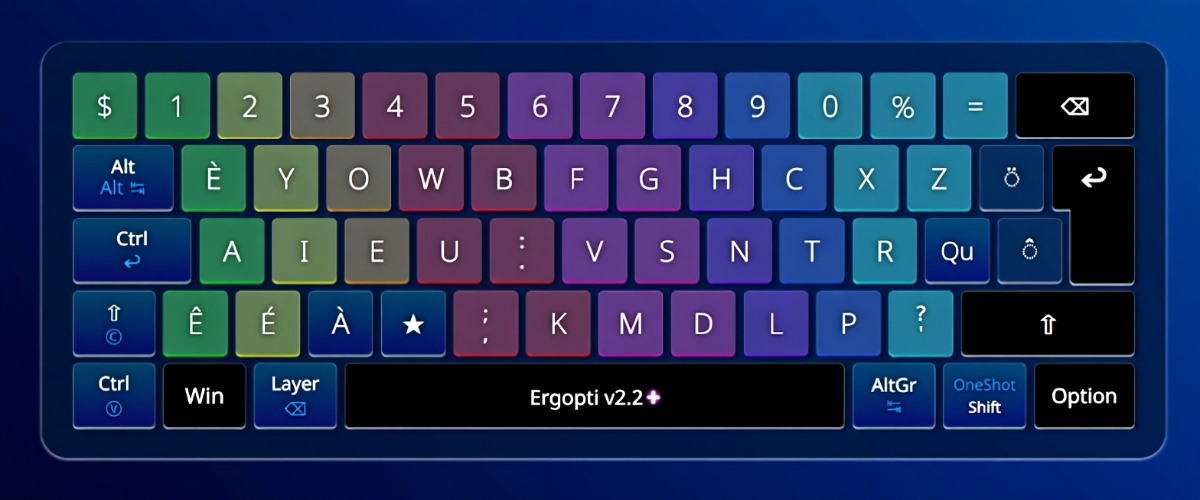 $ 1 2 3 4 5 6 7 8 9 0 % = ⌫
Alt È Y O W B F G H C X Z ◌̈ ↩
Alt ↹
Ctrl A I E U : V S N T R Qu ◌̂
↩ .
⇧ Ê É À ★ ; K M D L P ?
Ⓒ , '
Ctrl Win Layer Ergopti v2.2 AltGr OneShot Option
Ⓥ ⌫ ↹ Shift